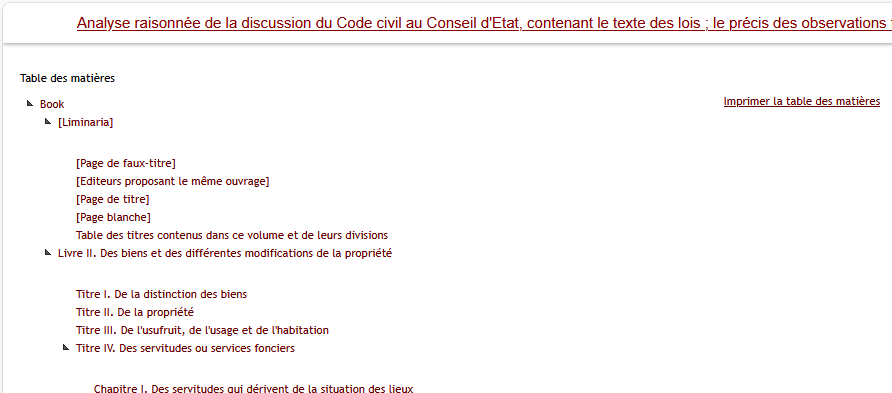 Analyse raisonnée de la discussion du Code civil au Conseil d'Etat, contenant le texte des lois ; le précis des observations
Table des matières
Imprimer la table des matières
Book
[Liminaria]
[Page de faux-titre]
[Editeurs proposant le même ouvrage]
[Page de titre]
[Page blanche]
Table des titres contenus dans ce volume et de leurs divisions
Livre II. Des biens et des différentes modifications de la propriété
Titre I. De la distinction des biens
Titre II. De la propriété
Titre III. De l'usufruit, de l'usage et de l'habitation
Titre IV. Des servitudes ou services fonciers
Chapitre I. Des servitudes qui dérivent de la situation des lieux